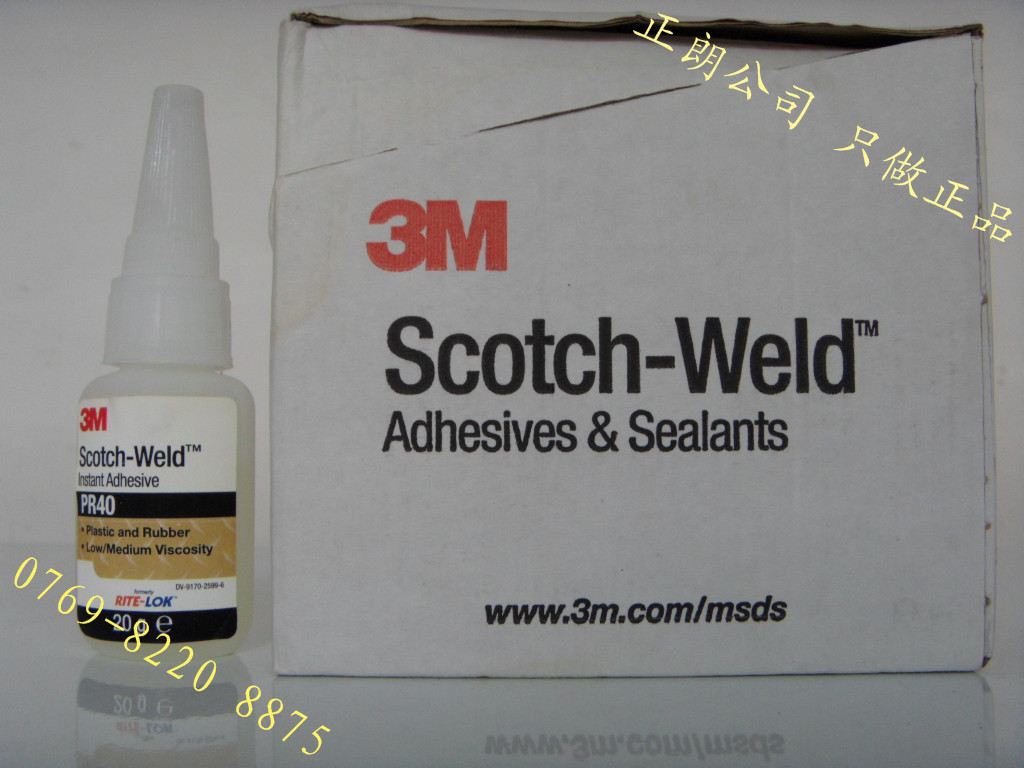 正朗公司 只做正品
3M
Scotch-Weld™
Adhesives & Sealants
www.3m.com/msds
3M
Scotch-Weld™
Instant Adhesive
PR40
• Plastic and Rubber
• Low/Medium Viscosity
DV-9170-2599-6
formerly
RITE-LOK™
20 g e
0769-8220 8875